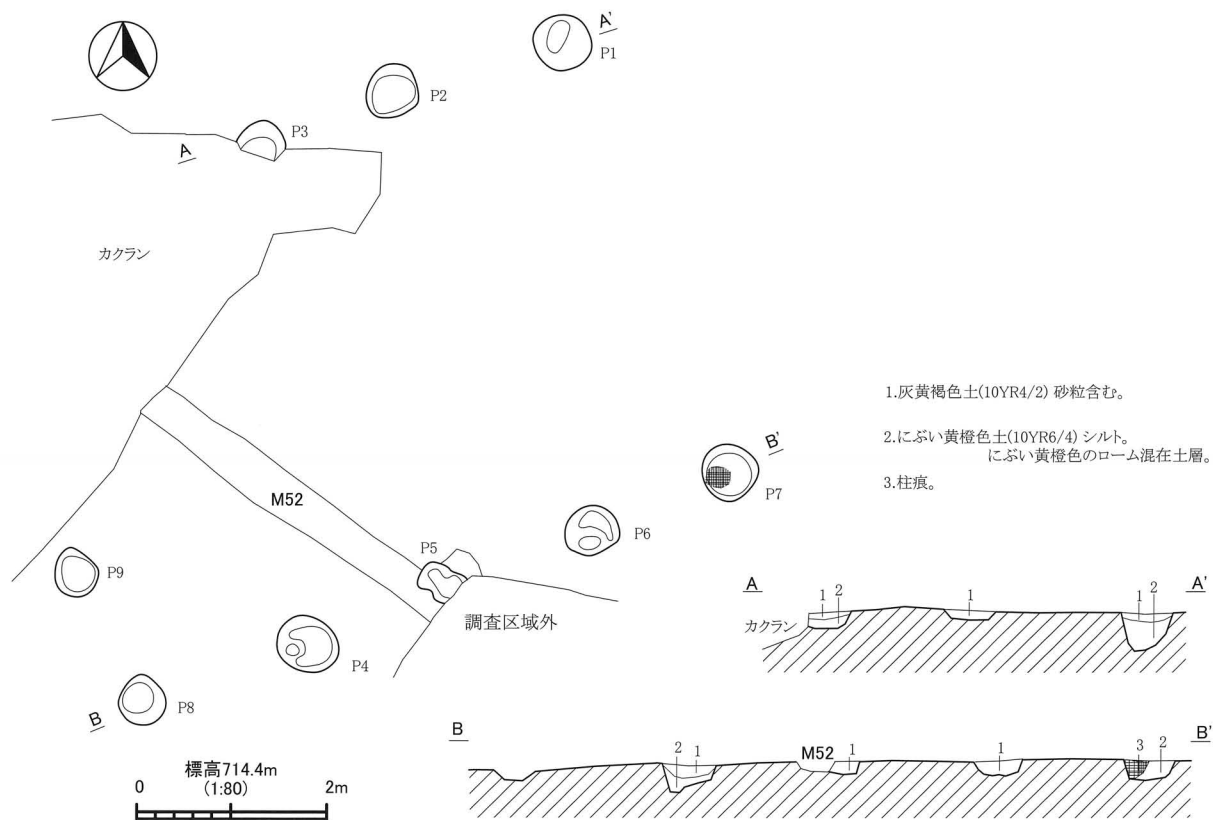 A'
P1
P2
P3
A
カクラン
1.灰黄褐色土(10YR4/2) 砂粒含む。
2.にぶい黄橙色土(10YR6/4) シルト。
にぶい黄橙色のローム混在土層。
3.柱痕。
B'
P7
M52
P6
P5
P9
調査区域外
P4
P8
B
A
A'
1 2
1
1 2
カクラン
B
B'
2 1
M52
1
1
3 2
標高714.4m
(1:80)
0
2m